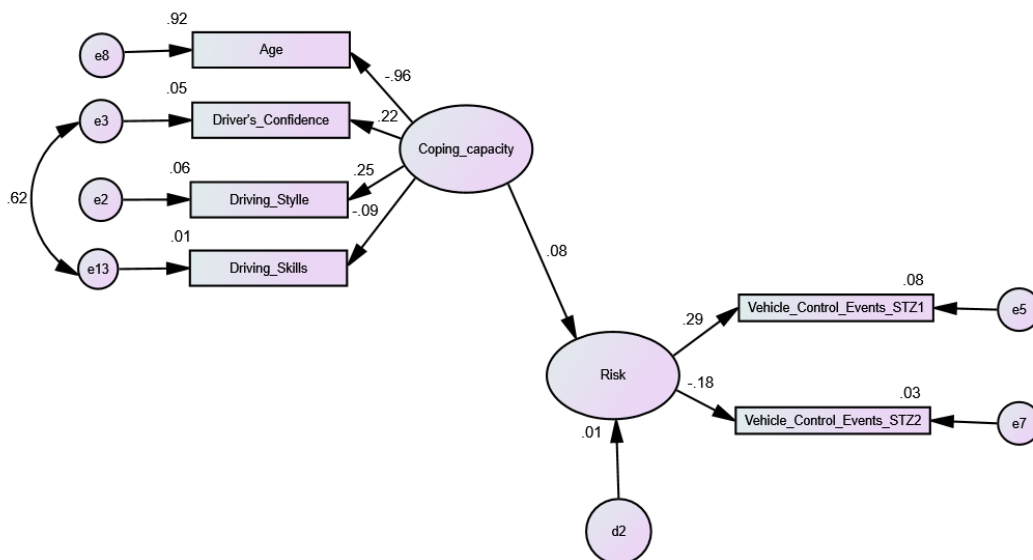 .92
e8
Age
-.96
.05
e3
Driver's_Confidence
.22
Coping_capacity
.62
.06
e2
Driving_Stylle
.25
-.09
.01
e13
Driving_Skills
.08
.08
Vehicle_Control_Events_STZ1
e5
.29
Risk
-.18
.03
Vehicle_Control_Events_STZ2
e7
.01
d2